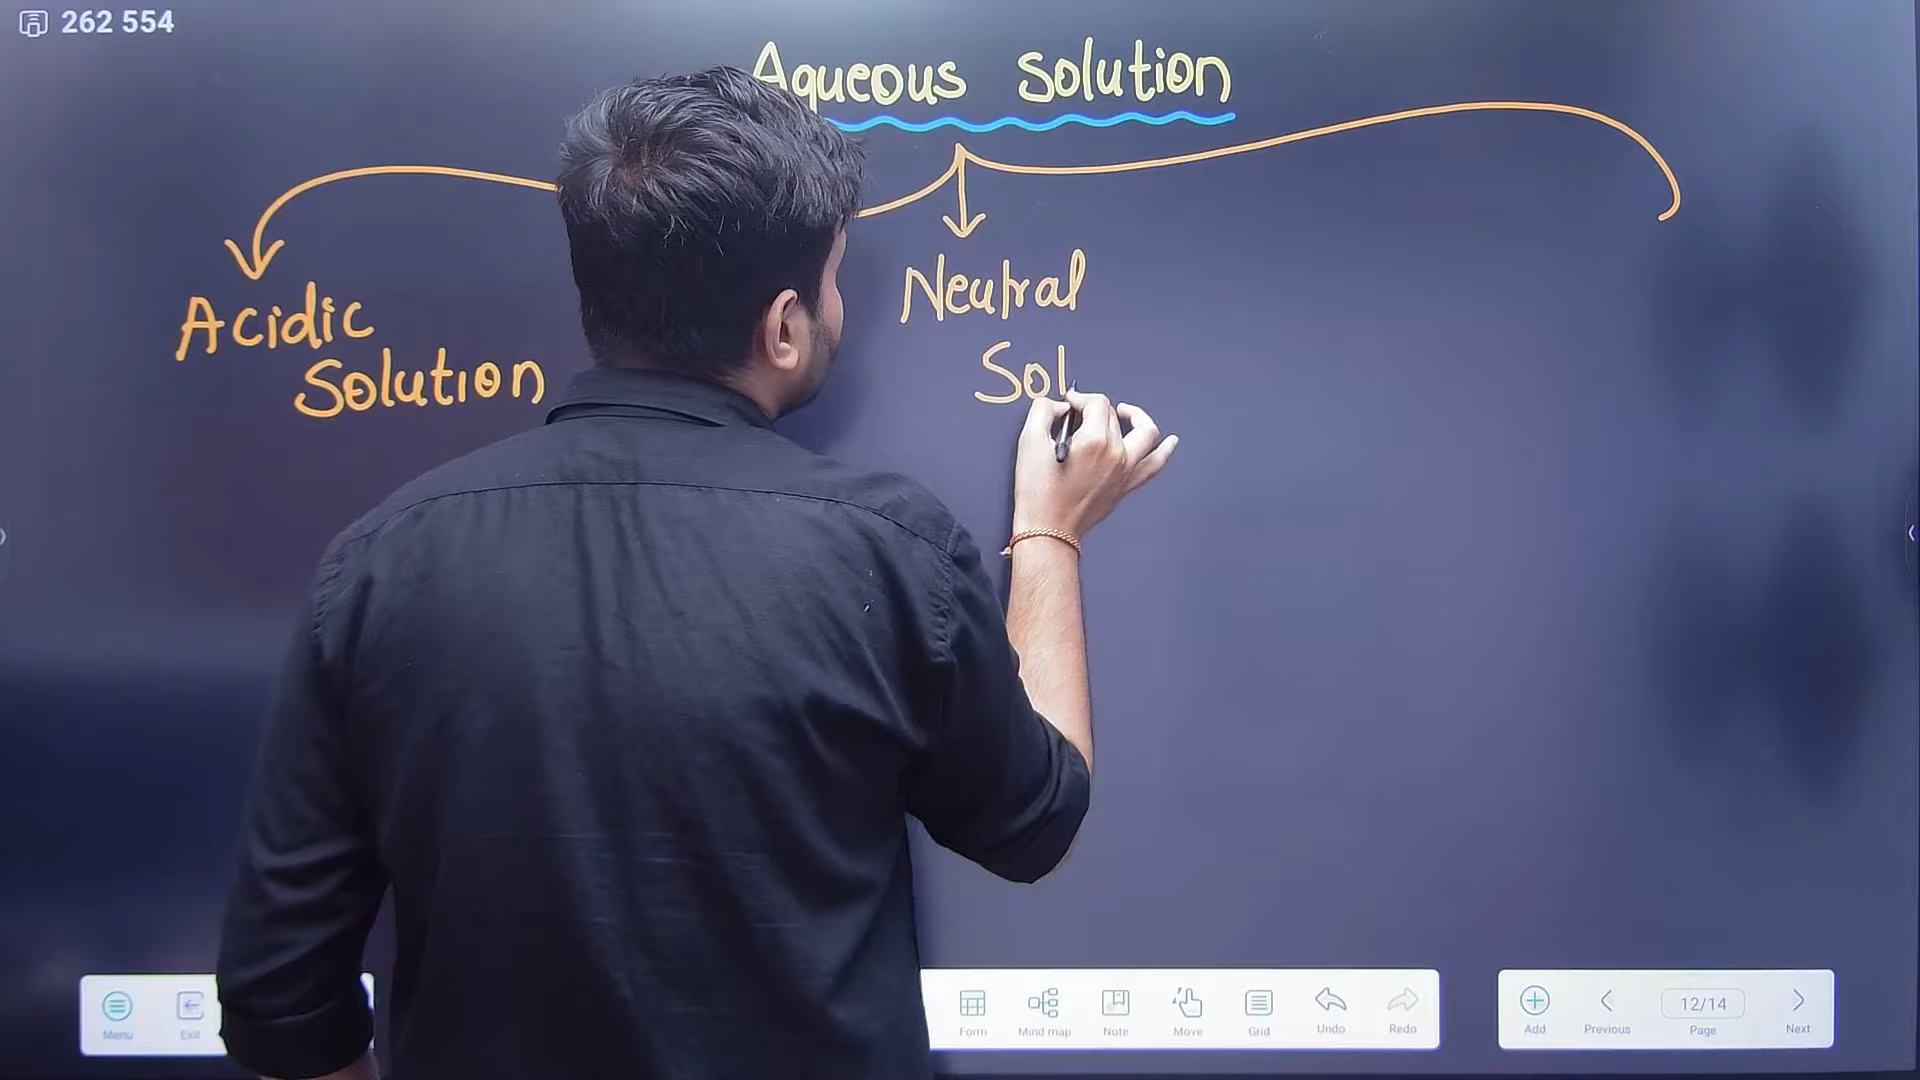 262 554
Aqueous Solution
Acidic
Solution
Neutral
Sol
Menu
Exit
Form
Mind map
Note
Move
Grid
Undo
Redo
Add
Previous
12/14
Page
Next